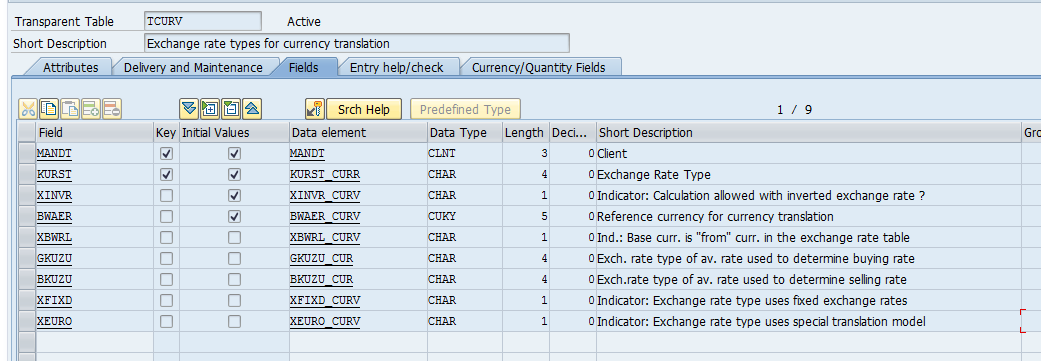 Transparent Table TCURV Active
Short Description Exchange rate types for currency translation
Attributes Delivery and Maintenance Fields Entry help/check Currency/Quantity Fields
Srch Help Predefined Type 1 / 9
Field Key Initial Values Data element Data Type Length Deci... Short Description Gro
MANDT MANDT CLNT 3 0 Client
KURST KURST_CURR CHAR 4 0 Exchange Rate Type
XINVR XINVR_CURV CHAR 1 0 Indicator: Calculation allowed with inverted exchange rate ?
BWAER BWAER_CURV CUKY 5 0 Reference currency for currency translation
XBWRL XBWRL_CURV CHAR 1 0 Ind.: Base curr. is "from" curr. in the exchange rate table
GKUZU GKUZU_CUR CHAR 4 0 Exch. rate type of av. rate used to determine buying rate
BKUZU BKUZU_CUR CHAR 4 0 Exch.rate type of av. rate used to determine selling rate
XFIXD XFIXD_CURV CHAR 1 0 Indicator: Exchange rate type uses fixed exchange rates
XEURO XEURO_CURV CHAR 1 0 Indicator: Exchange rate type uses special translation model